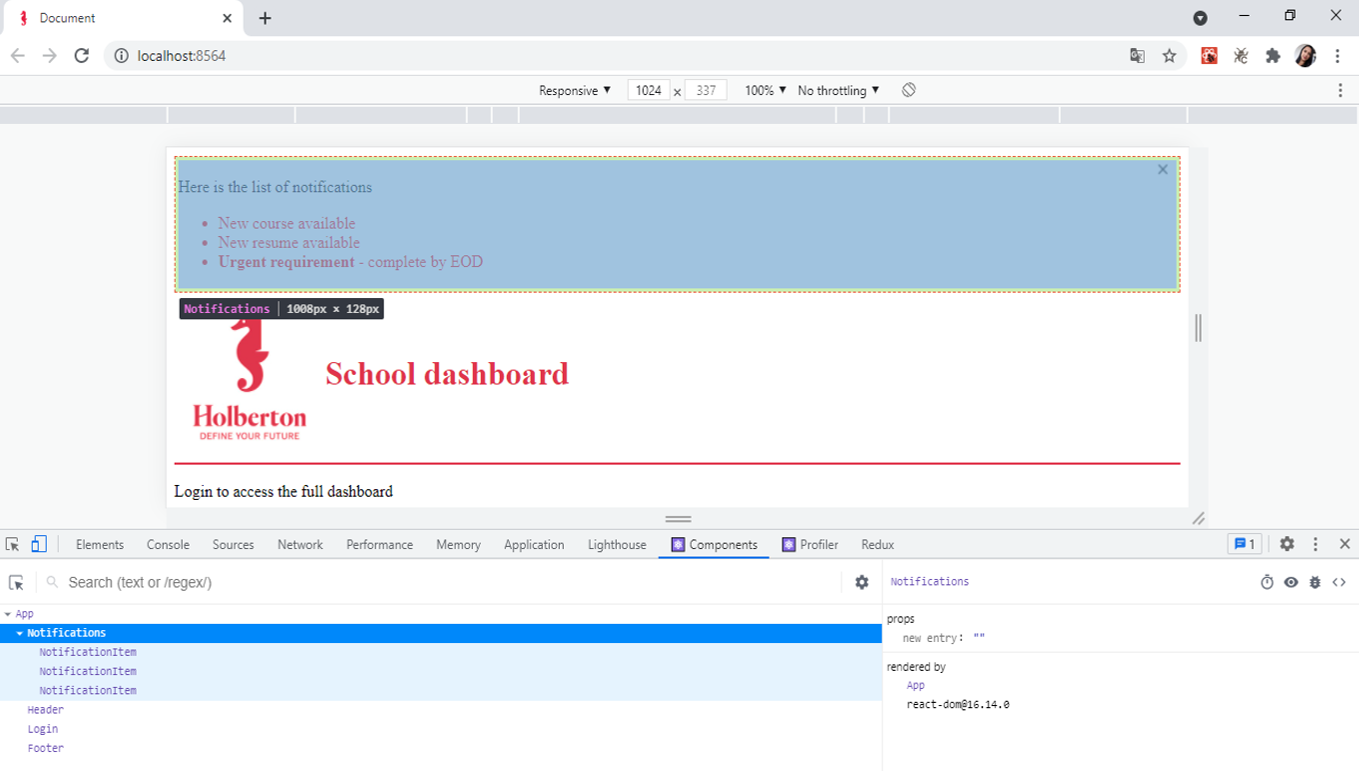 Document
localhost:8564
Responsive ▼ 1024 x 337 100% ▼ No throttling ▼
Here is the list of notifications
• New course available
• New resume available
• Urgent requirement - complete by EOD
Notifications | 1008px × 128px
School dashboard
Holberton
DEFINE YOUR FUTURE
Login to access the full dashboard
Elements Console Sources Network Performance Memory Application Lighthouse Components Profiler Redux 1
Search (text or /regex/)
Notifications
App
Notifications
NotificationItem
NotificationItem
NotificationItem
Header
Login
Footer
props
new entry: ""
rendered by
App
react-dom@16.14.0